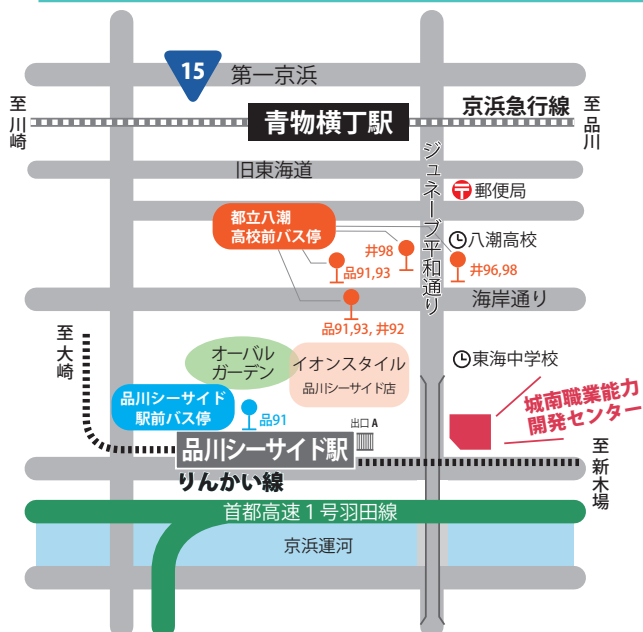 15
第一京浜
至川崎
青物横丁駅
京浜急行線
至品川
旧東海道
ジュネーブ平和通り
郵便局
都立八潮
高校前バス停
八潮高校
井98
品91,93
井96,98
海岸通り
品91,93, 井92
至大崎
オーバル
ガーデン
イオンスタイル
品川シーサイド店
東海中学校
品川シーサイド
駅前バス停
品91
出口 A
城南職業能力
開発センター
品川シーサイド駅
至新木場
りんかい線
首都高速 1 号羽田線
京浜運河